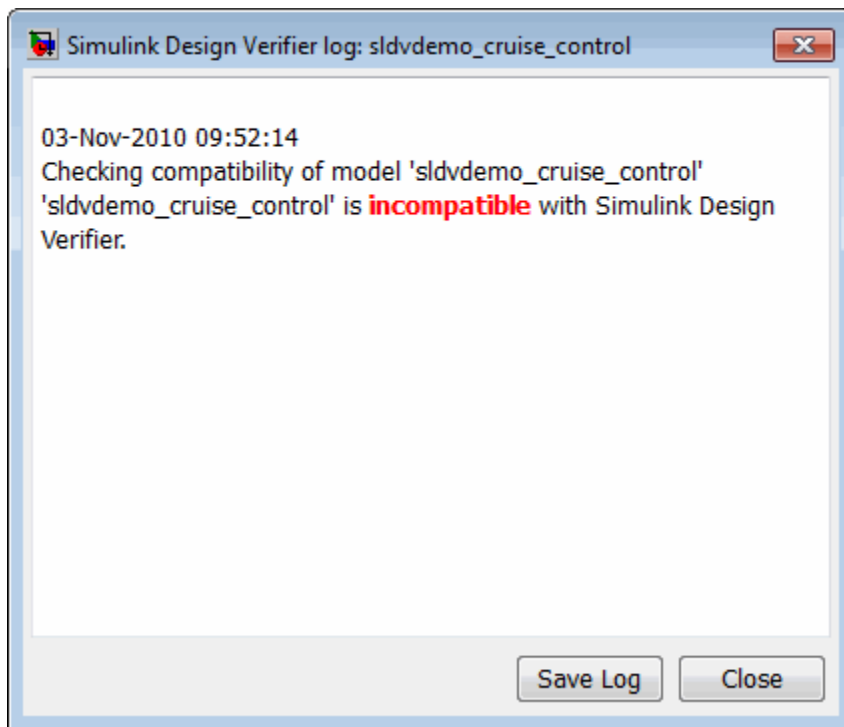 Simulink Design Verifier log: sldvdemo_cruise_control
03-Nov-2010 09:52:14
Checking compatibility of model 'sldvdemo_cruise_control'
'sldvdemo_cruise_control' is incompatible with Simulink Design
Verifier.
Save Log
Close